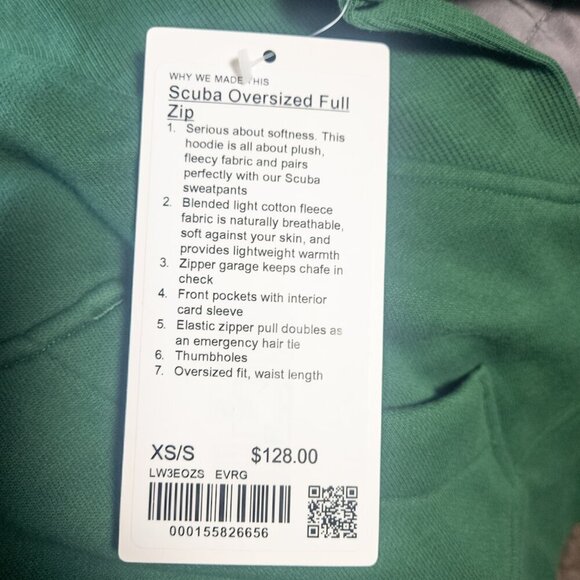 WHY WE MADE THIS
Scuba Oversized Full
Zip
1. Serious about softness. This
hoodie is all about plush,
fleecy fabric and pairs
perfectly with our Scuba
sweatpants
2. Blended light cotton fleece
fabric is naturally breathable,
soft against your skin, and
provides lightweight warmth
3. Zipper garage keeps chafe in
check
4. Front pockets with interior
card sleeve
5. Elastic zipper pull doubles as
an emergency hair tie
6. Thumbholes
7. Oversized fit, waist length
XS/S $128.00
LW3EOZS EVRG
000155826656